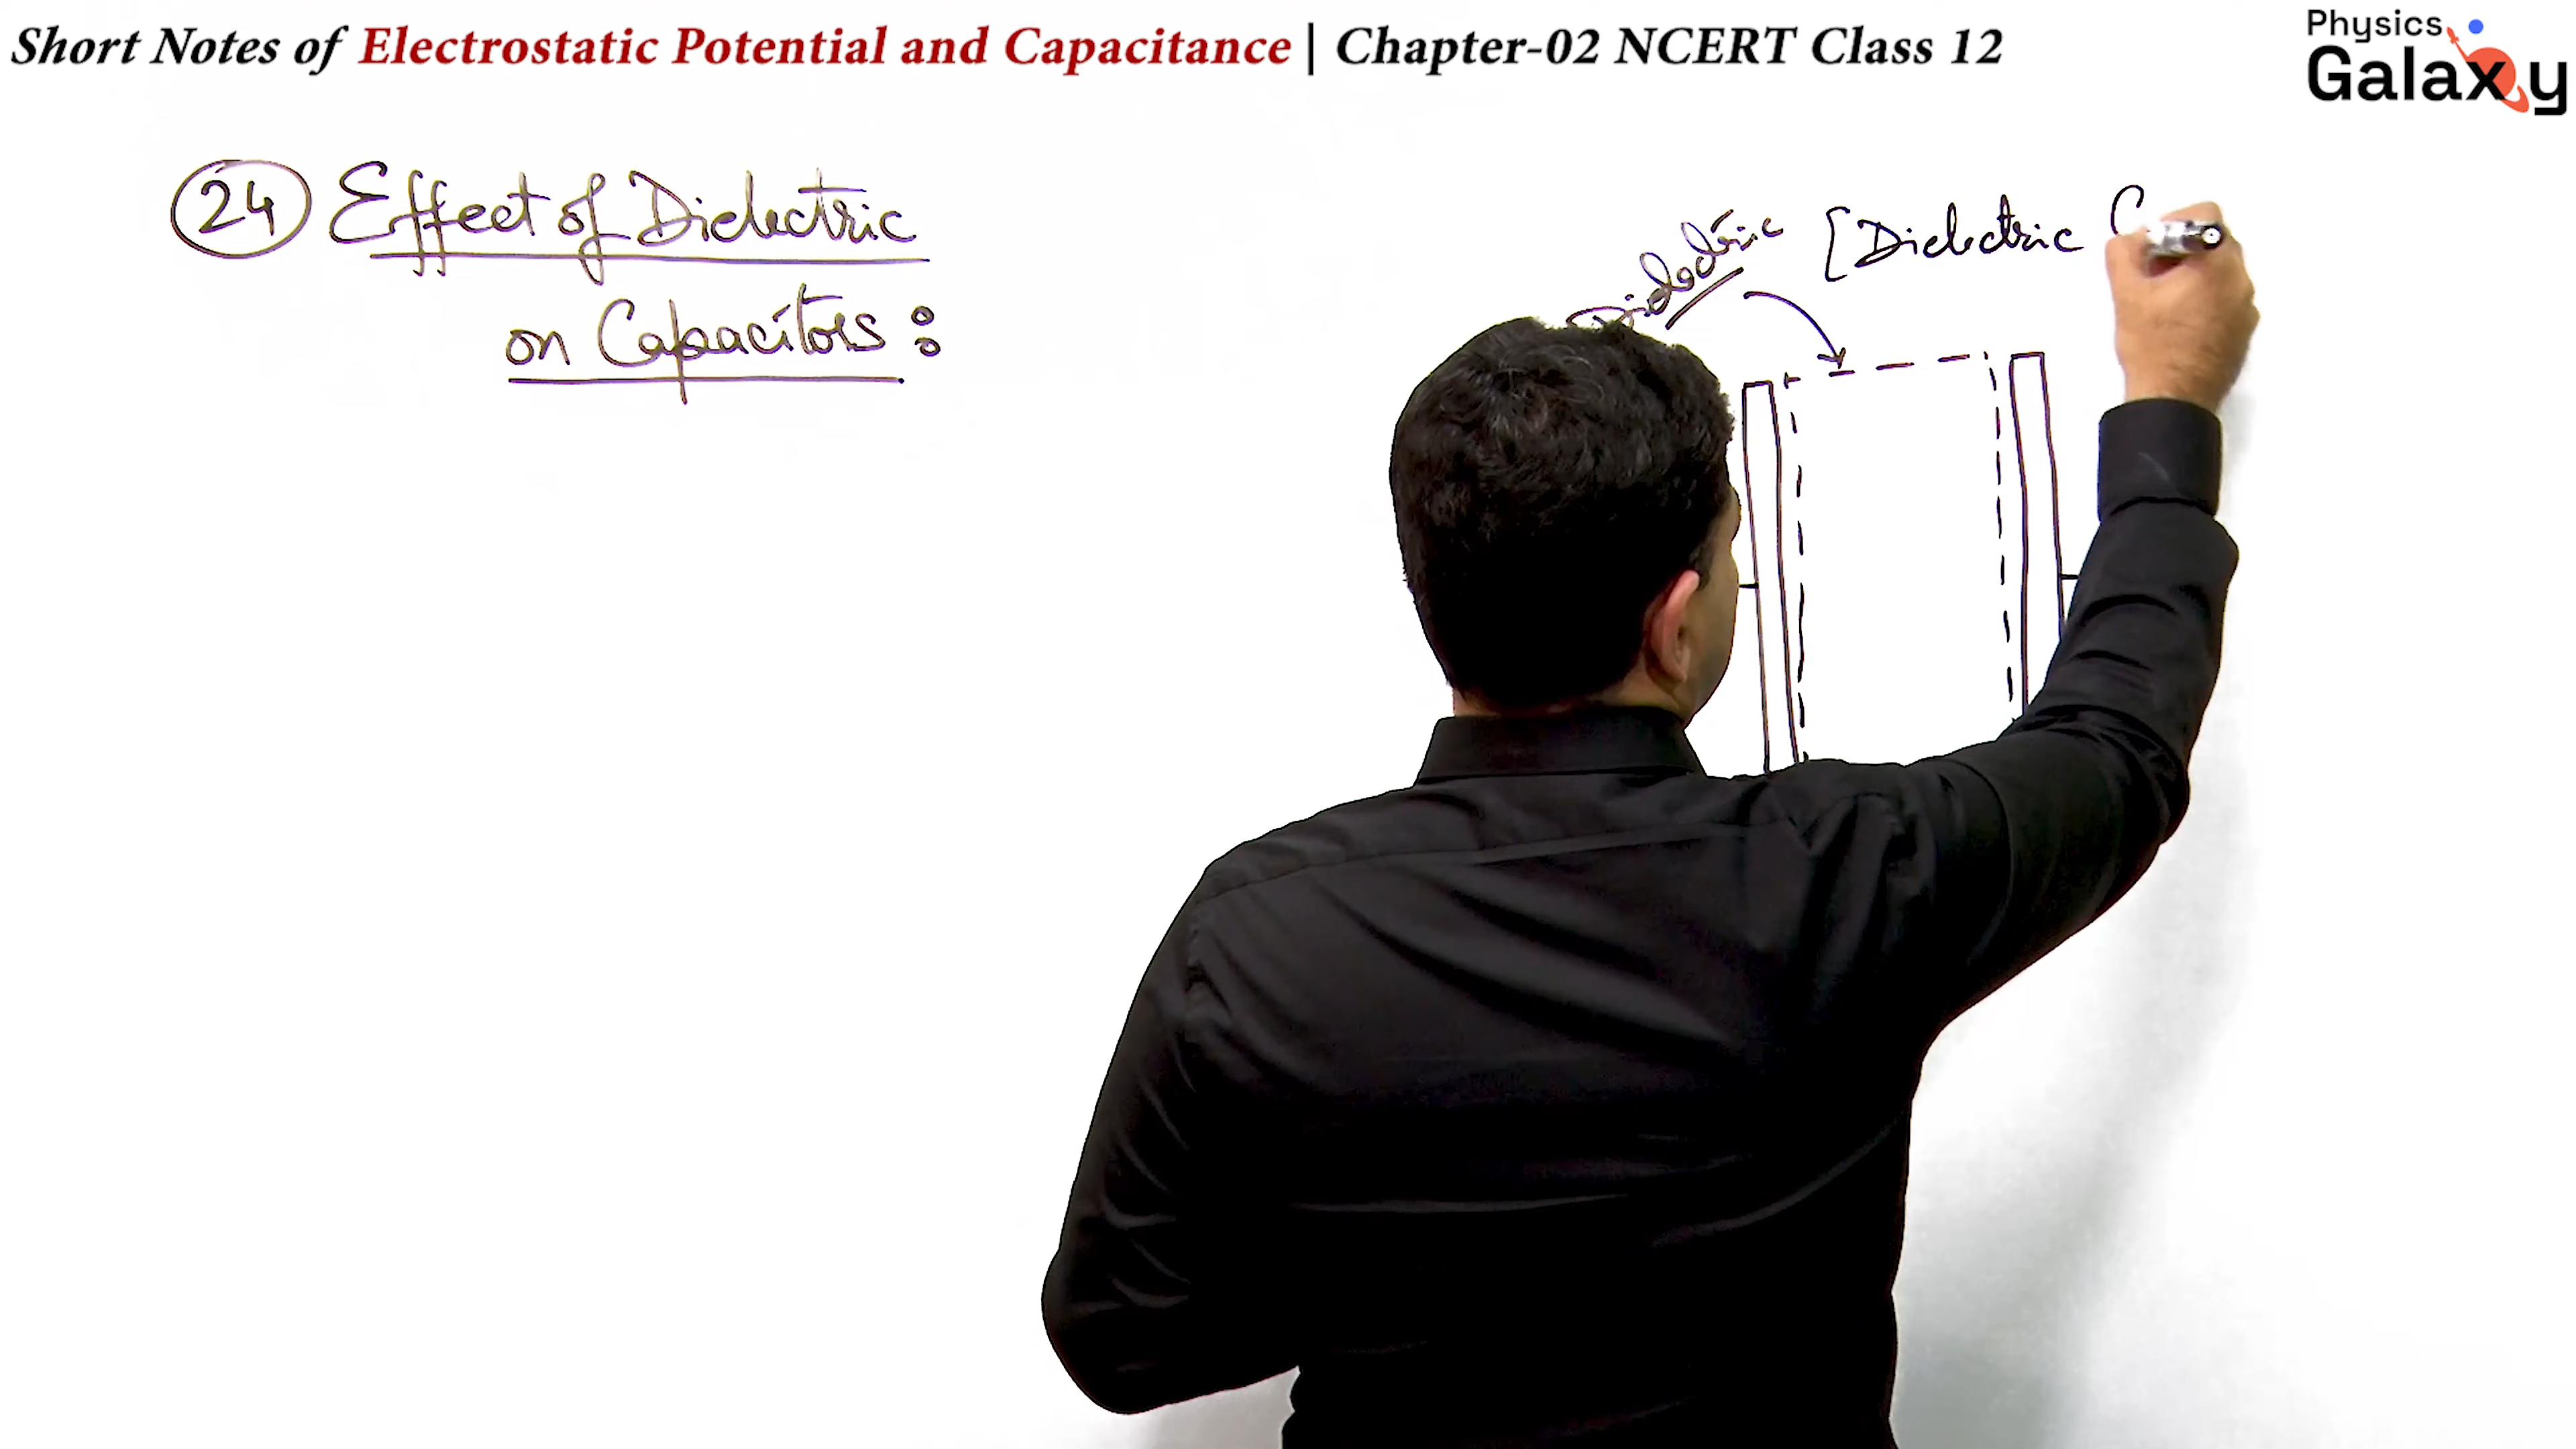 Short Notes of Electrostatic Potential and Capacitance | Chapter-02 NCERT Class 12
Physics
Galaxy
24 Effect of Dielectric
on Capacitors :
Dielectric
[Dielectric C